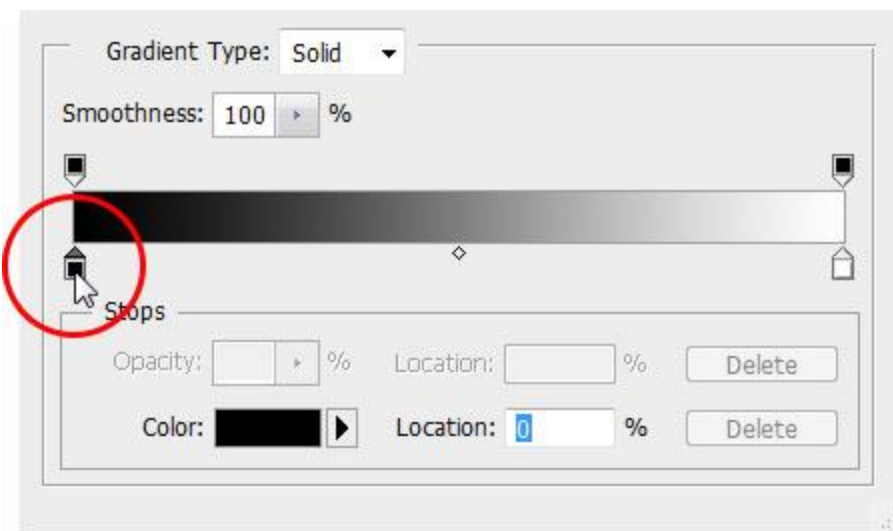 Gradient Type: Solid
Smoothness: 100 %
Stops
Opacity: % Location: % Delete
Color: Location: 0 % Delete